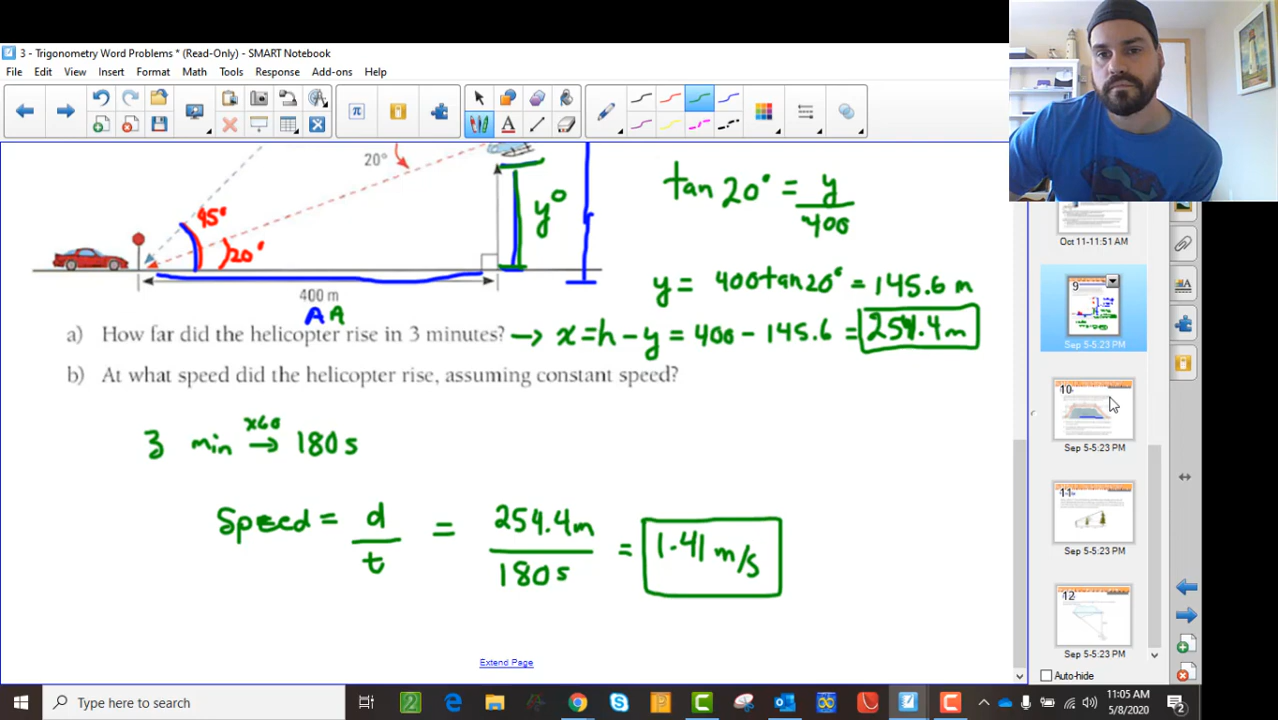 3 - Trigonometry Word Problems * (Read-Only) - SMART Notebook
File Edit View Insert Format Math Tools Response Add-ons Help
π
A
20°
45°
20°
y°
400 m
A A
tan 20° = y
400
y = 400tan20° = 145.6 m
a) How far did the helicopter rise in 3 minutes? → x=h-y = 400 - 145.6 = 254.4m
b) At what speed did the helicopter rise, assuming constant speed?
x60
3 min → 180s
Speed = d = 254.4m = 1.41 m/s
t 180s
Extend Page
Oct 11-11:51 AM
9
Sep 5-5:23 PM
10
Sep 5-5:23 PM
11
Sep 5-5:23 PM
12
Sep 5-5:23 PM
Auto-hide
Type here to search
2
11:05 AM
5/8/2020
2